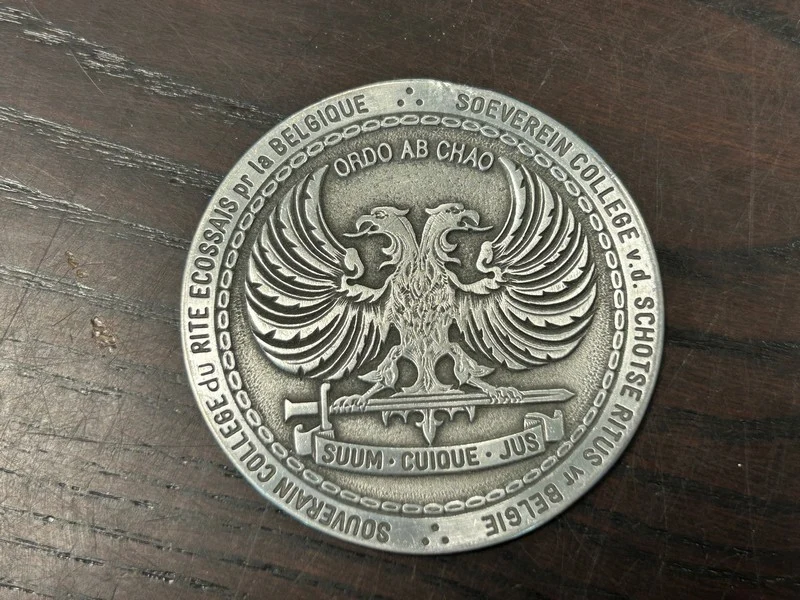 SOUVERAIN COLLEGE du RITE ECOSSAIS pr la BELGIQUE
SOEVEREIN COLLEGE v.d. SCHOTSE RITUS vr BELGIE
ORDO AB CHAO
SUUM · CUIQUE · JUS